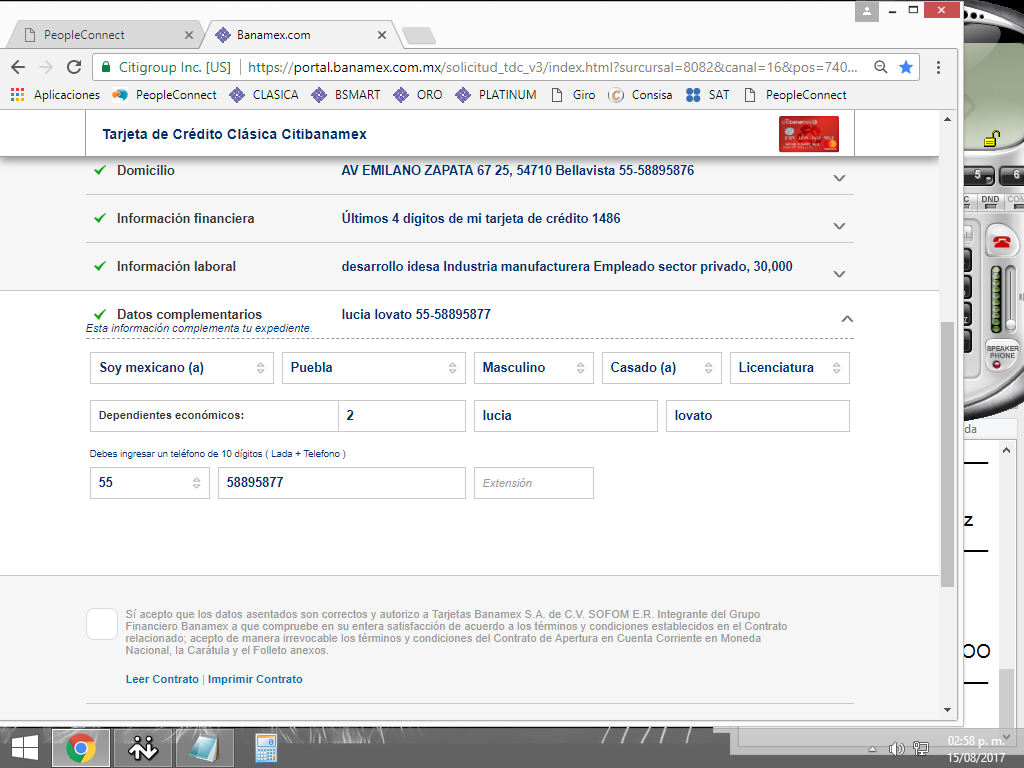 PeopleConnect
Banamex.com
Citigroup Inc. [US] https://portal.banamex.com.mx/solicitud_tdc_v3/index.html?surcursal=8082&canal=16&pos=740...
Aplicaciones PeopleConnect CLASICA BSMART ORO PLATINUM Giro Consisa SAT PeopleConnect
Tarjeta de Crédito Clásica Citibanamex
Domicilio AV EMILANO ZAPATA 67 25, 54710 Bellavista 55-58895876
Información financiera Últimos 4 dígitos de mi tarjeta de crédito 1486
Información laboral desarrollo idesa Industria manufacturera Empleado sector privado, 30,000
Datos complementarios lucia lovato 55-58895877
Esta información complementa tu expediente.
Soy mexicano (a) Puebla Masculino Casado (a) Licenciatura
Dependientes económicos: 2 lucia lovato
Debes ingresar un teléfono de 10 dígitos ( Lada + Telefono )
55 58895877 Extensión
Sí acepto que los datos asentados son correctos y autorizo a Tarjetas Banamex S.A. de C.V. SOFOM E.R. Integrante del Grupo
Financiero Banamex a que compruebe en su entera satisfacción de acuerdo a los términos y condiciones establecidos en el Contrato
relacionado; acepto de manera irrevocable los términos y condiciones del Contrato de Apertura en Cuenta Corriente en Moneda
Nacional, la Carátula y el Folleto anexos.
Leer Contrato | Imprimir Contrato
5 6
DND
SPEAKER
PHONE
da
z
OO
02:58 p. m.
15/08/2017